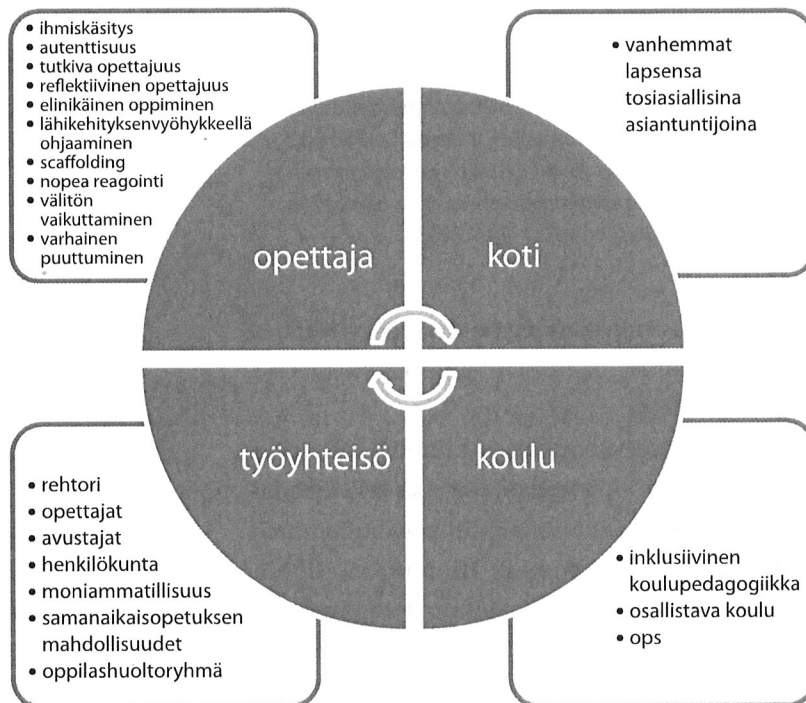 • ihmiskäsitys
• autenttisuus
• tutkiva opettajuus
• reflektiivinen opettajuus
• elinikäinen oppiminen
• lähikehityksenvyöhykkeellä
ohjaaminen
• scaffolding
• nopea reagointi
• välitön
vaikuttaminen
• varhainen
puuttuminen
• vanhemmat
lapsensa
tosiasiallisina
asiantuntijoina
opettaja
koti
työyhteisö
koulu
• rehtori
• opettajat
• avustajat
• henkilökunta
• moniammatillisuus
• samanaikaisopetuksen
mahdollisuudet
• oppilashuoltoryhmä
• inklusiivinen
koulupedagogiikka
• osallistava koulu
• ops